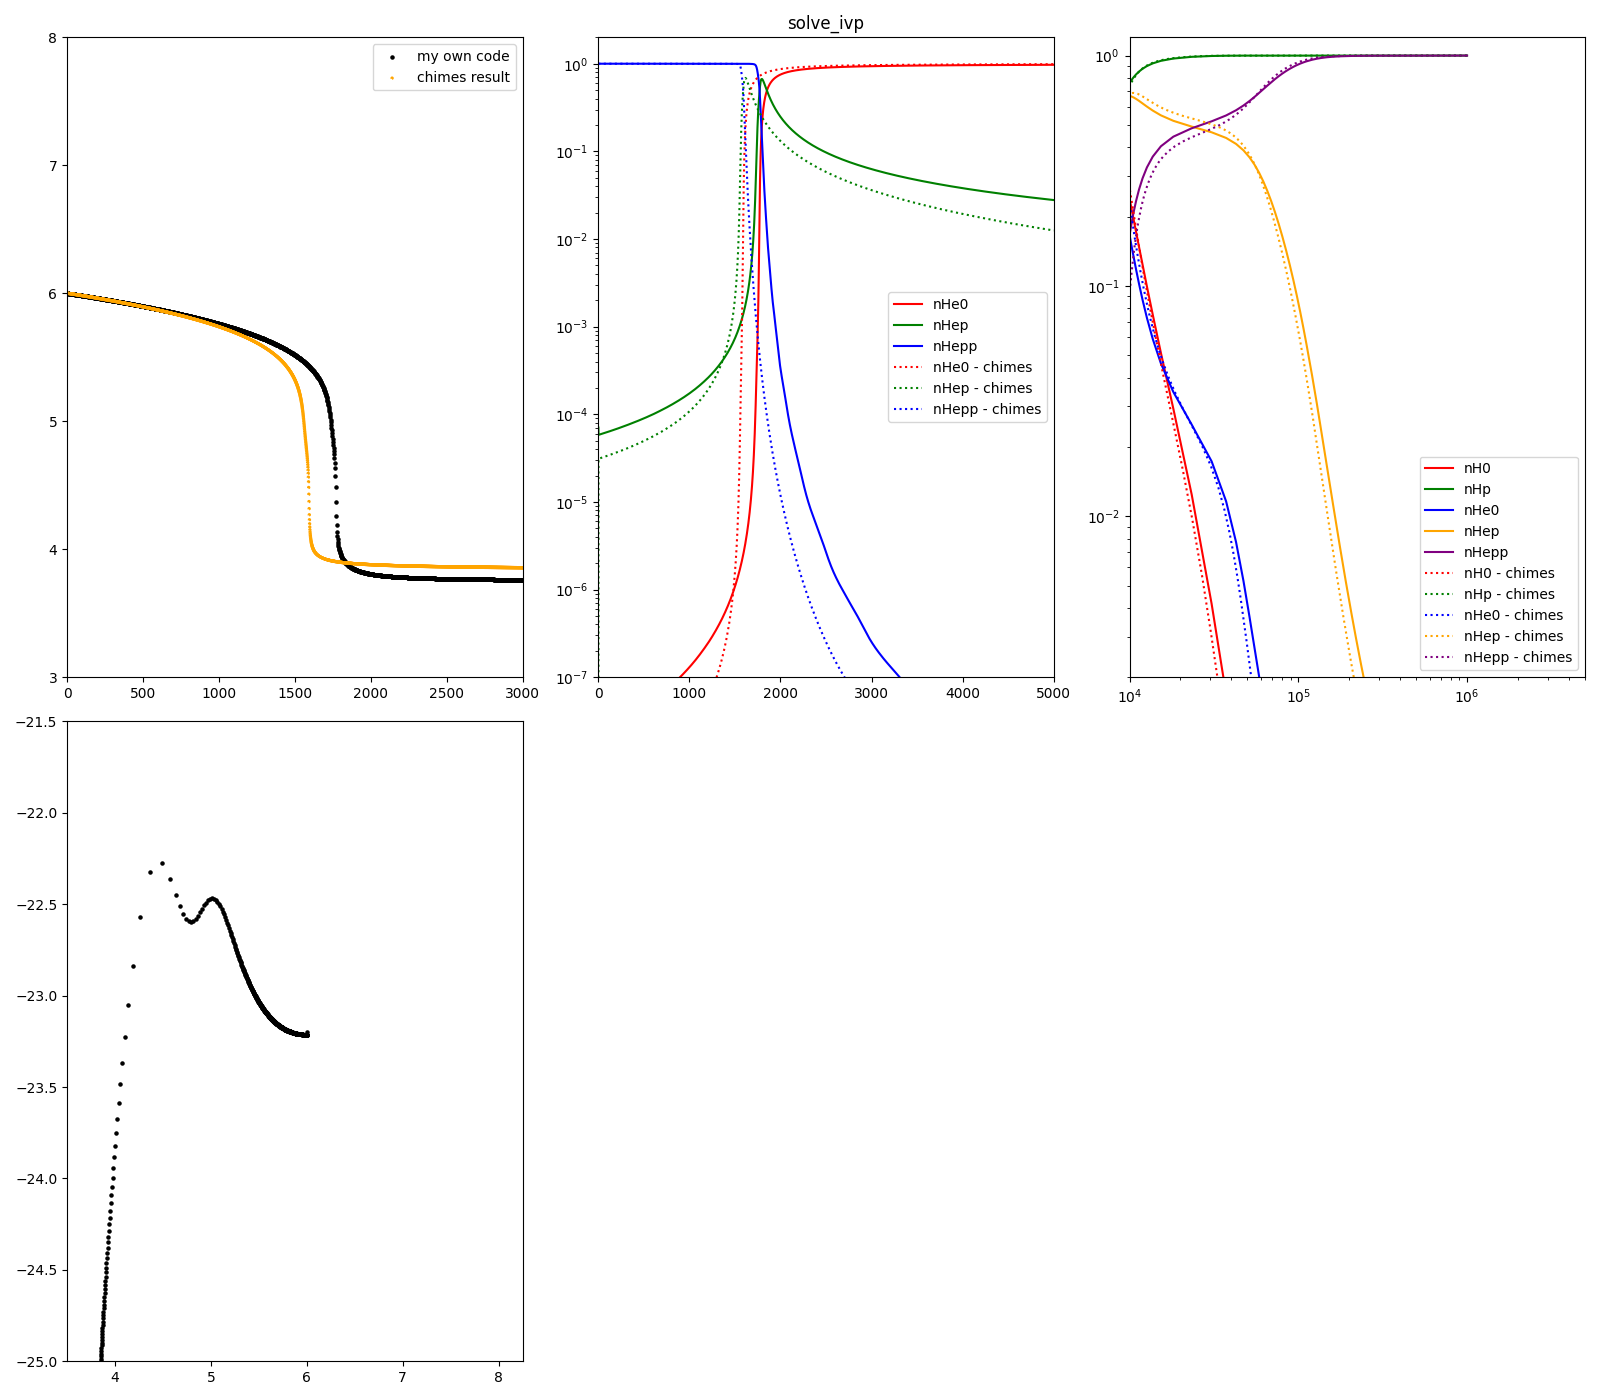 solve_ivp
8
7
6
5
4
3
0
500
1000
1500
2000
2500
3000
my own code
chimes result
10^0
10^−1
10^−2
10^−3
10^−4
10^−5
10^−6
10^−7
0
1000
2000
3000
4000
5000
nHe0
nHep
nHepp
nHe0 - chimes
nHep - chimes
nHepp - chimes
10^0
10^−1
10^−2
10^4
10^5
10^6
nH0
nHp
nHe0
nHep
nHepp
nH0 - chimes
nHp - chimes
nHe0 - chimes
nHep - chimes
nHepp - chimes
−21.5
−22.0
−22.5
−23.0
−23.5
−24.0
−24.5
−25.0
4
5
6
7
8